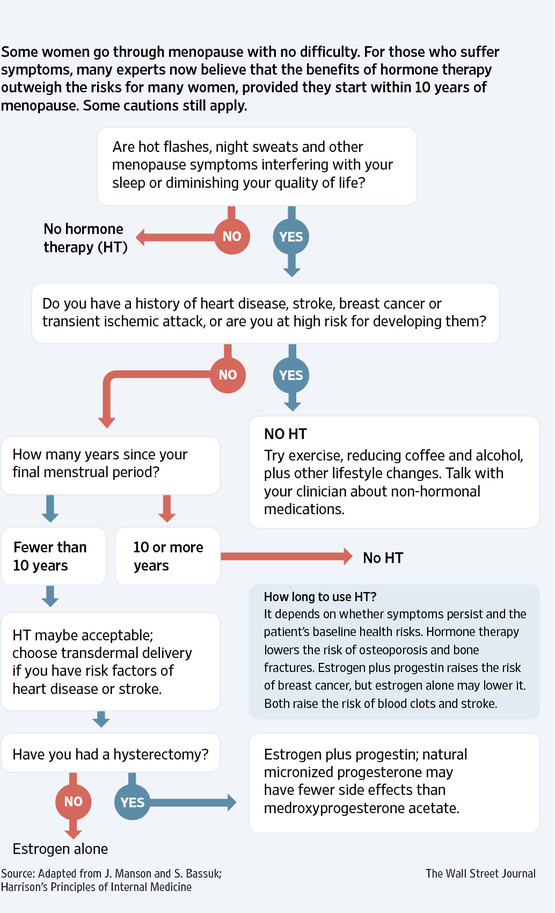 Some women go through menopause with no difficulty. For those who suffer
symptoms, many experts now believe that the benefits of hormone therapy
outweigh the risks for many women, provided they start within 10 years of
menopause. Some cautions still apply.
Are hot flashes, night sweats and other
menopause symptoms interfering with your
sleep or diminishing your quality of life?
No hormone
therapy (HT)
NO
YES
Do you have a history of heart disease, stroke, breast cancer or
transient ischemic attack, or are you at high risk for developing them?
NO
YES
How many years since your
final menstrual period?
NO HT
Try exercise, reducing coffee and alcohol,
plus other lifestyle changes. Talk with
your clinician about non-hormonal
medications.
Fewer than
10 years
10 or more
years
No HT
How long to use HT?
It depends on whether symptoms persist and the
patient's baseline health risks. Hormone therapy
lowers the risk of osteoporosis and bone
fractures. Estrogen plus progestin raises the risk
of breast cancer, but estrogen alone may lower it.
Both raise the risk of blood clots and stroke.
HT maybe acceptable;
choose transdermal delivery
if you have risk factors of
heart disease or stroke.
Have you had a hysterectomy?
NO
YES
Estrogen plus progestin; natural
micronized progesterone may
have fewer side effects than
medroxyprogesterone acetate.
Estrogen alone
Source: Adapted from J. Manson and S. Bassuk;
Harrison's Principles of Internal Medicine
The Wall Street Journal